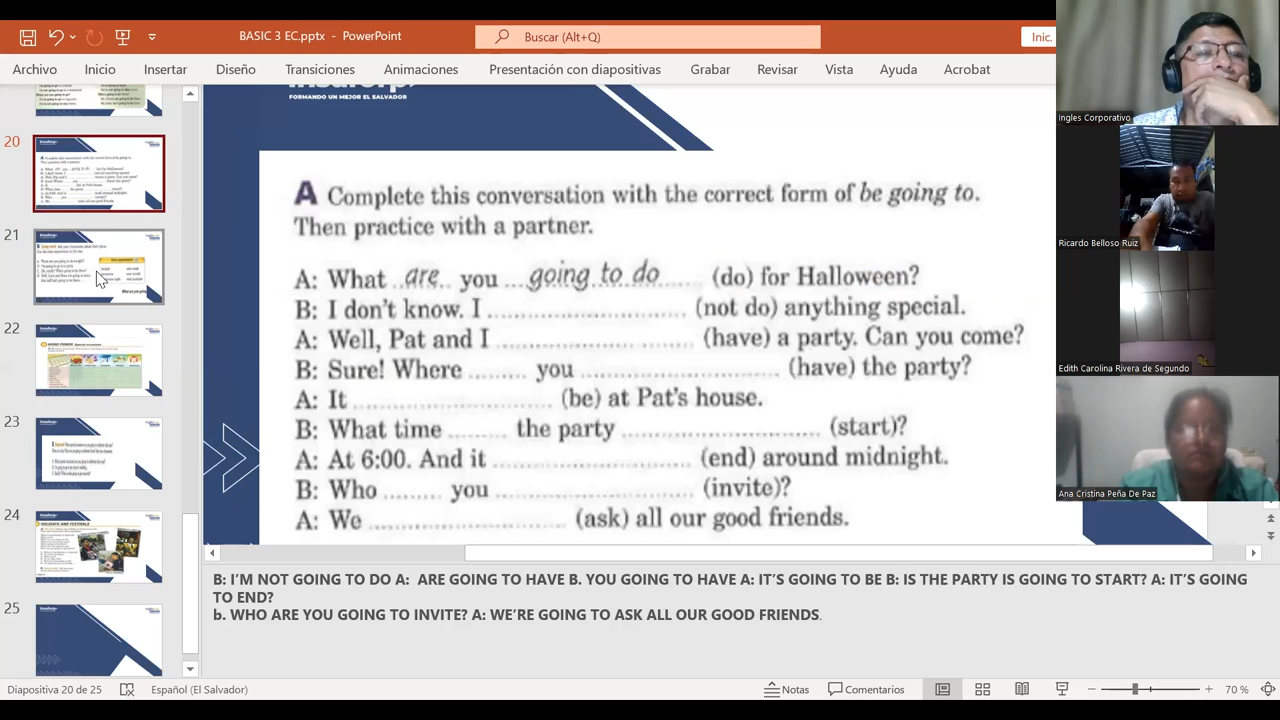 BASIC 3 EC.pptx - PowerPoint
Buscar (Alt+Q)
Inic.
Archivo Inicio Insertar Diseño Transiciones Animaciones Presentación con diapositivas Grabar Revisar Vista Ayuda Acrobat
FORMANDO UN MEJOR EL SALVADOR
A Complete this conversation with the correct form of be going to.
Then practice with a partner.
A: What are you going to do (do) for Halloween?
B: I don't know. I .................... (not do) anything special.
A: Well, Pat and I .................... (have) a party. Can you come?
B: Sure! Where ........ you .................... (have) the party?
A: It .................... (be) at Pat's house.
B: What time ........ the party .................... (start)?
A: At 6:00. And it .................... (end) around midnight.
B: Who ........ you .................... (invite)?
A: We .................... (ask) all our good friends.
20
21
22
23
24
HOLIDAYS AND FESTIVALS
25
B: I’M NOT GOING TO DO A: ARE GOING TO HAVE B. YOU GOING TO HAVE A: IT’S GOING TO BE B: IS THE PARTY IS GOING TO START? A: IT’S GOING
TO END?
b. WHO ARE YOU GOING TO INVITE? A: WE’RE GOING TO ASK ALL OUR GOOD FRIENDS.
Diapositiva 20 de 25 Español (El Salvador) Notas Comentarios 70 %
Ingles Corporativo
Ricardo Belloso Ruiz
Edith Carolina Rivera de Segundo
Ana Cristina Peña De Paz